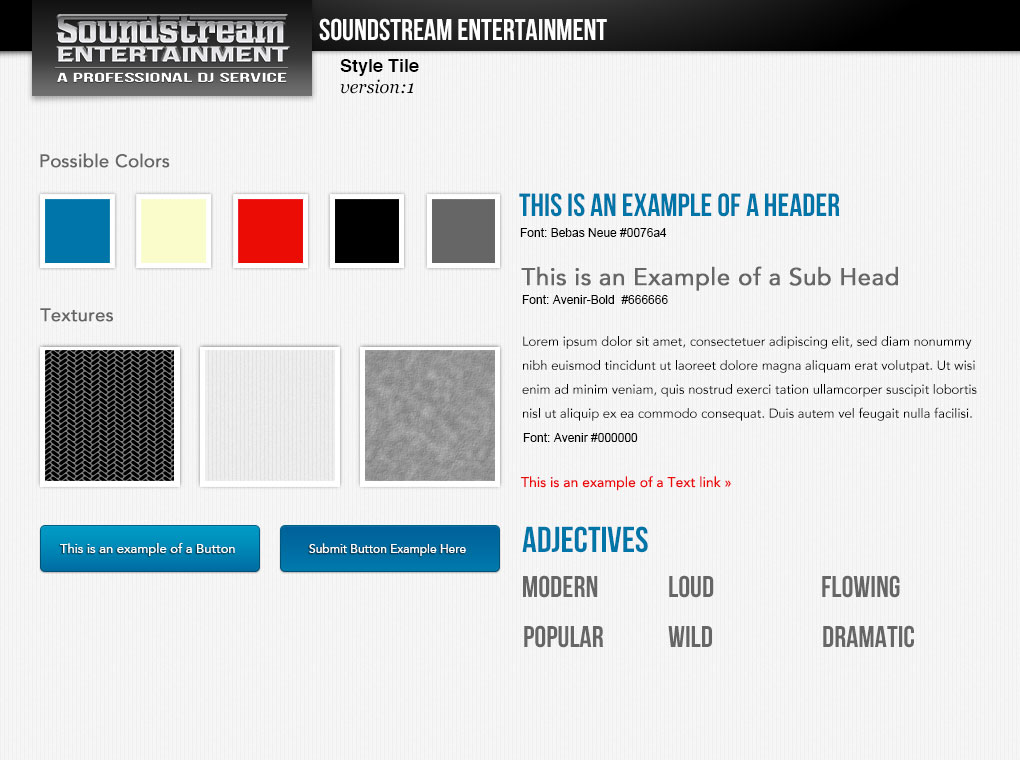 Soundstream
ENTERTAINMENT
A PROFESSIONAL DJ SERVICE
SOUNDSTREAM ENTERTAINMENT
Style Tile
version:1
Possible Colors
Textures
This is an example of a Button
Submit Button Example Here
THIS IS AN EXAMPLE OF A HEADER
Font: Bebas Neue #0076a4
This is an Example of a Sub Head
Font: Avenir-Bold #666666
Lorem ipsum dolor sit amet, consectetuer adipiscing elit, sed diam nonummy
nibh euismod tincidunt ut laoreet dolore magna aliquam erat volutpat. Ut wisi
enim ad minim veniam, quis nostrud exerci tation ullamcorper suscipit lobortis
nisl ut aliquip ex ea commodo consequat. Duis autem vel feugait nulla facilisi.
Font: Avenir #000000
This is an example of a Text link »
ADJECTIVES
MODERN LOUD FLOWING
POPULAR WILD DRAMATIC